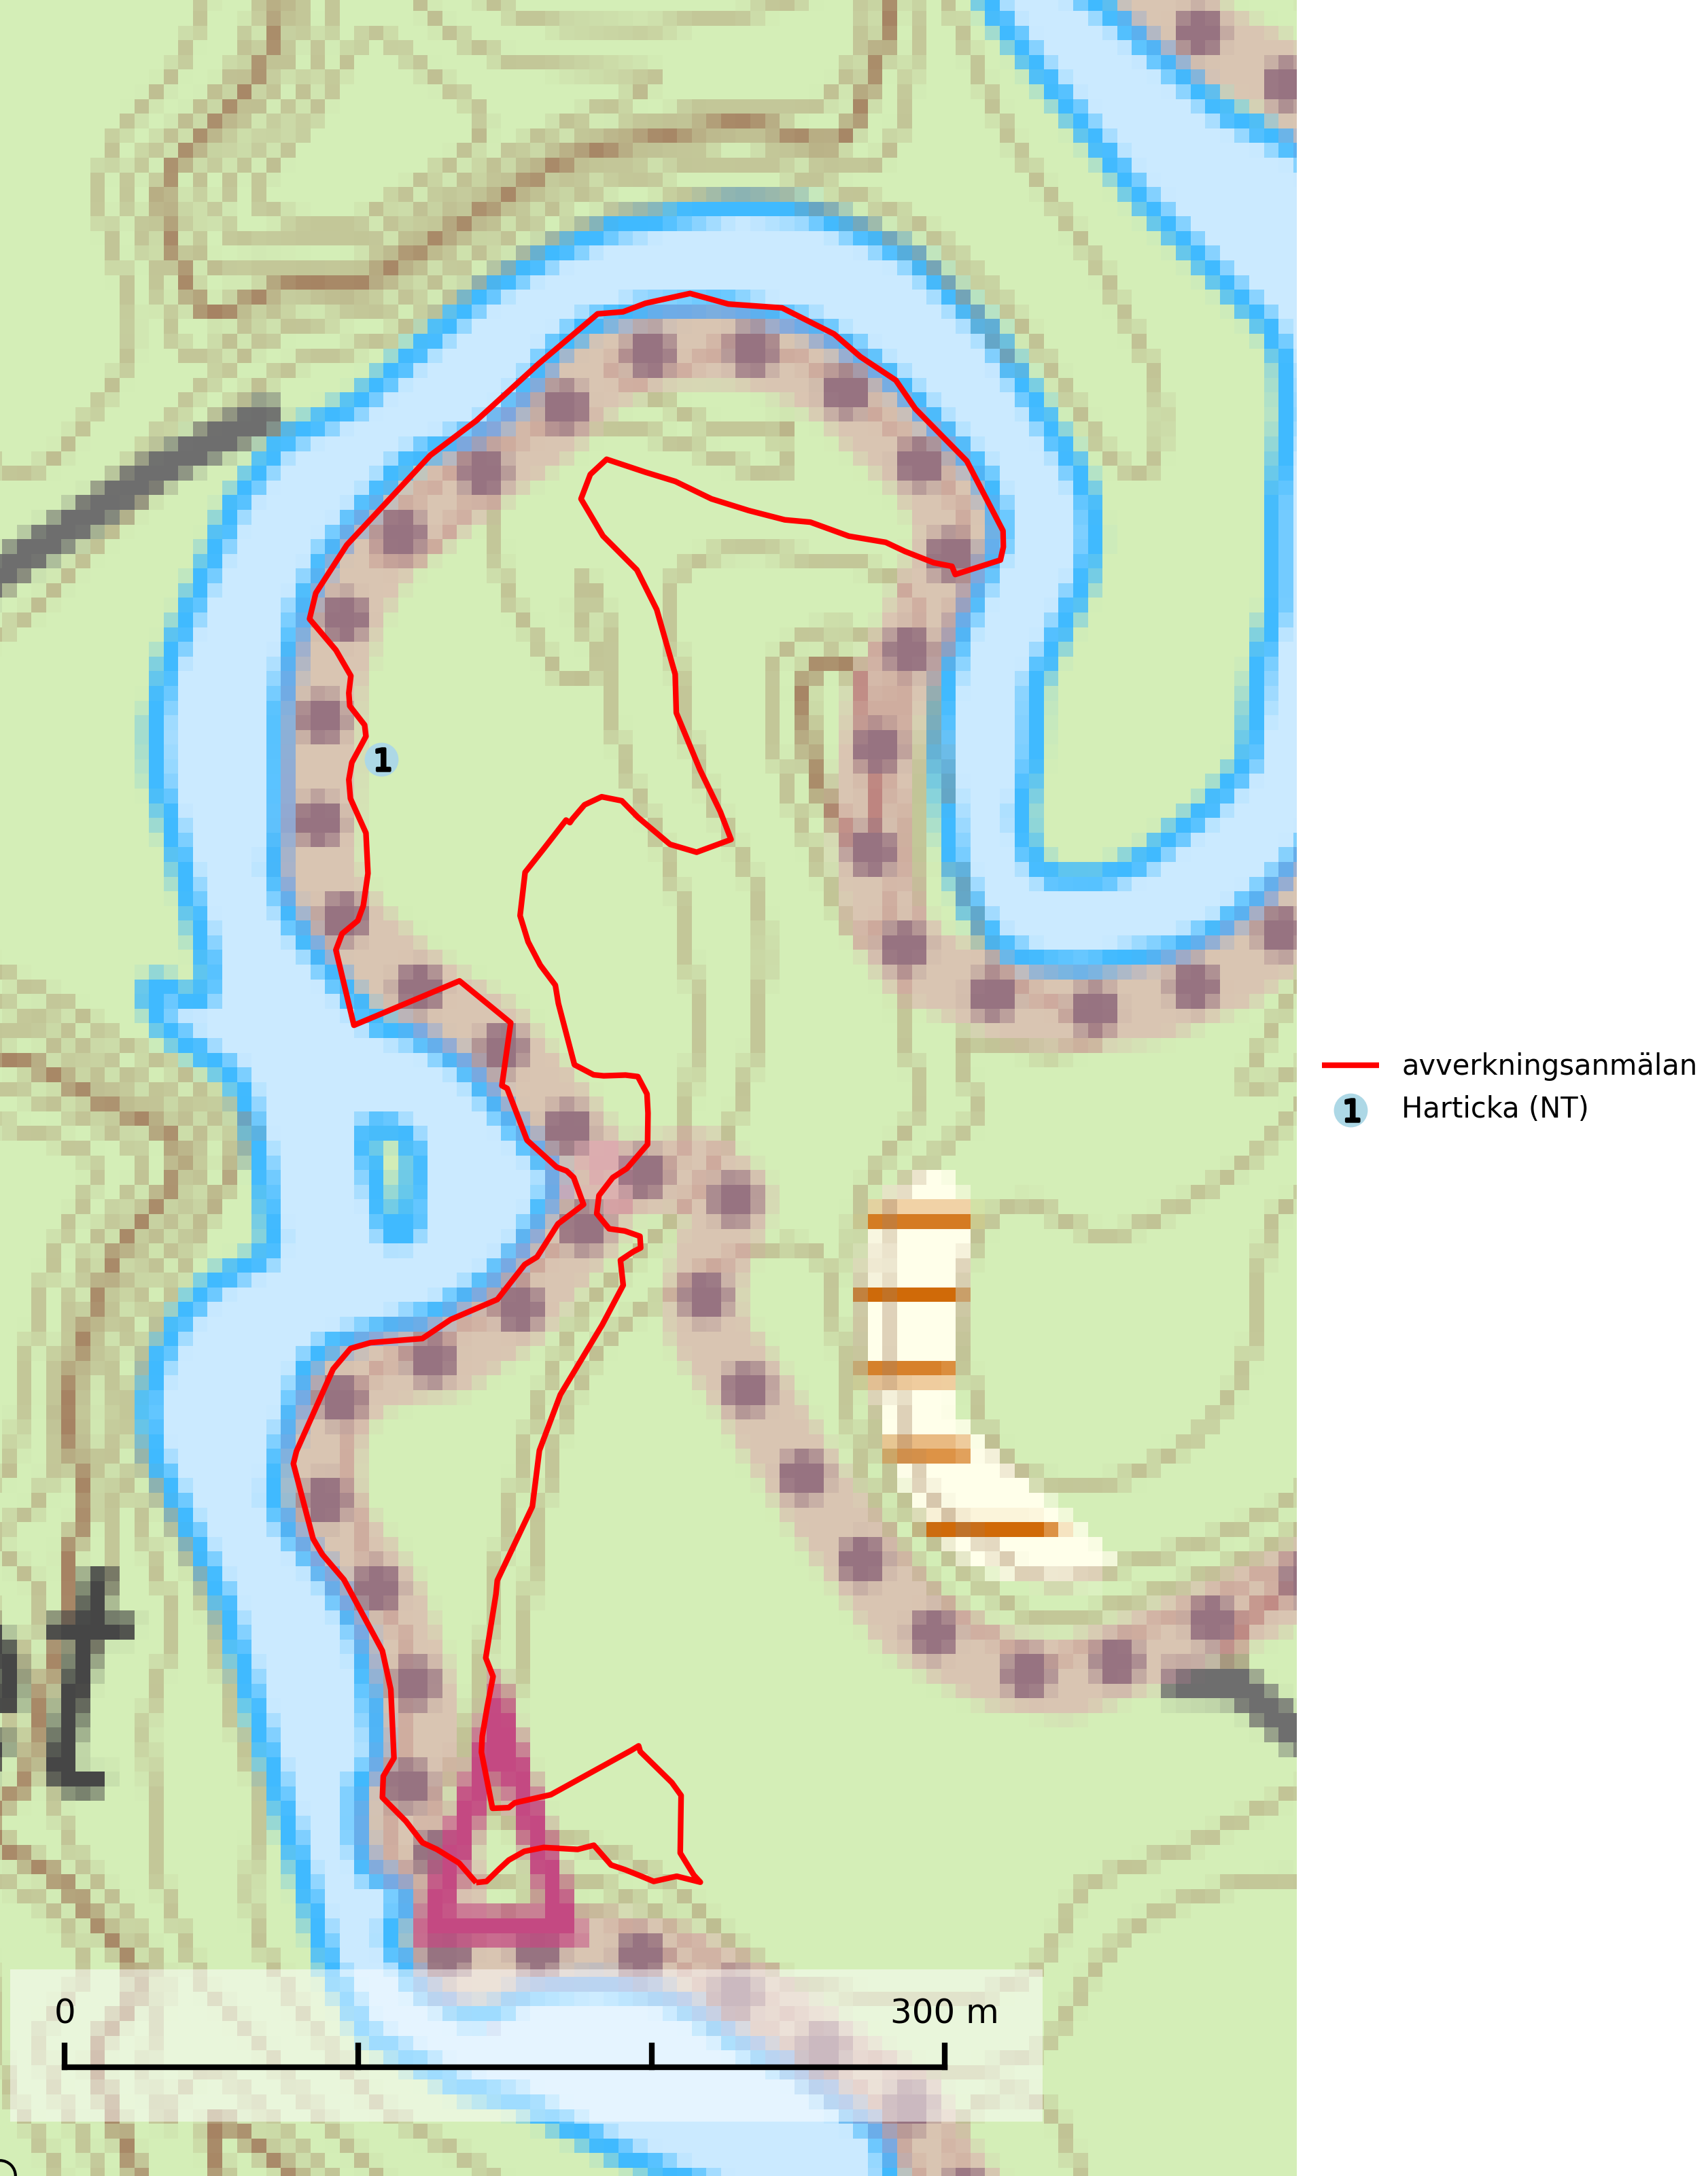 1
avverkningsanmälan
1 Harticka (NT)
t
0 300 m